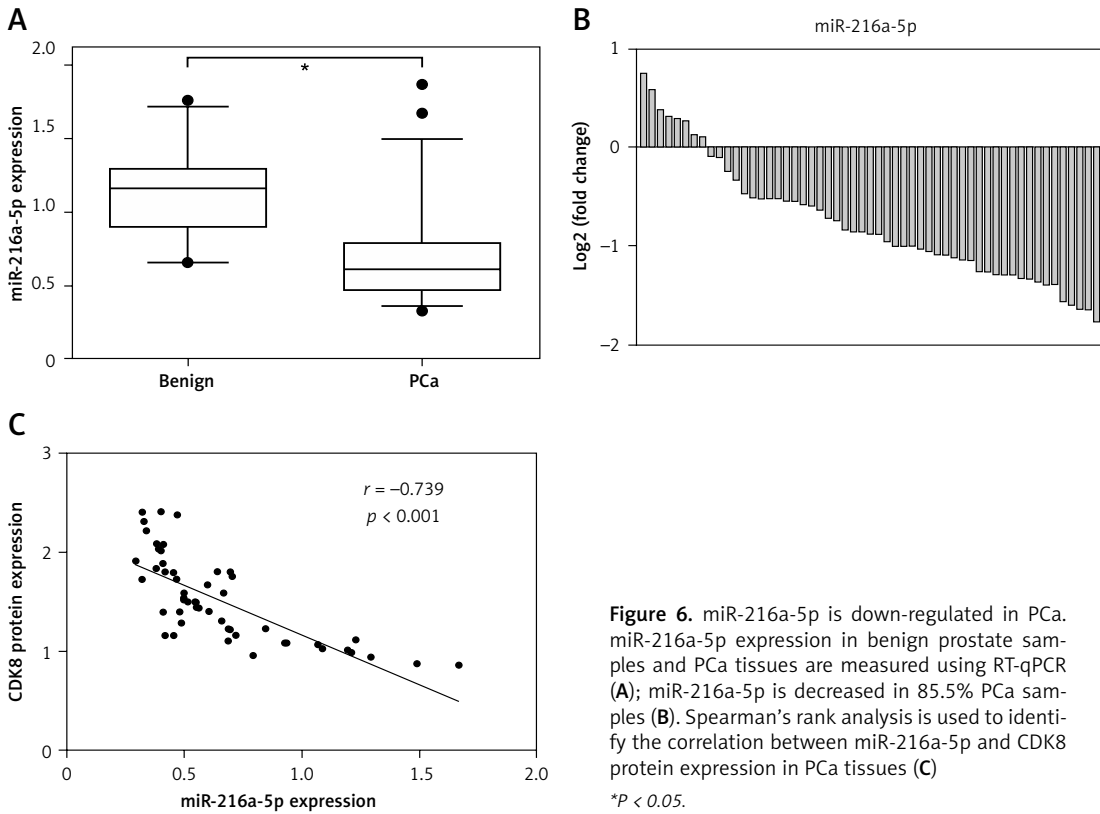 A
miR-216a-5p expression
2.0
1.5
1.0
0.5
0
*
Benign
PCa
B
miR-216a-5p
Log2 (fold change)
1
0
–1
–2
C
CDK8 protein expression
3
2
1
0
r = –0.739
p < 0.001
0
0.5
1.0
1.5
2.0
miR-216a-5p expression
Figure 6. miR-216a-5p is down-regulated in PCa.
miR-216a-5p expression in benign prostate sam-
ples and PCa tissues are measured using RT-qPCR
(A); miR-216a-5p is decreased in 85.5% PCa sam-
ples (B). Spearman's rank analysis is used to identi-
fy the correlation between miR-216a-5p and CDK8
protein expression in PCa tissues (C)
*P < 0.05.